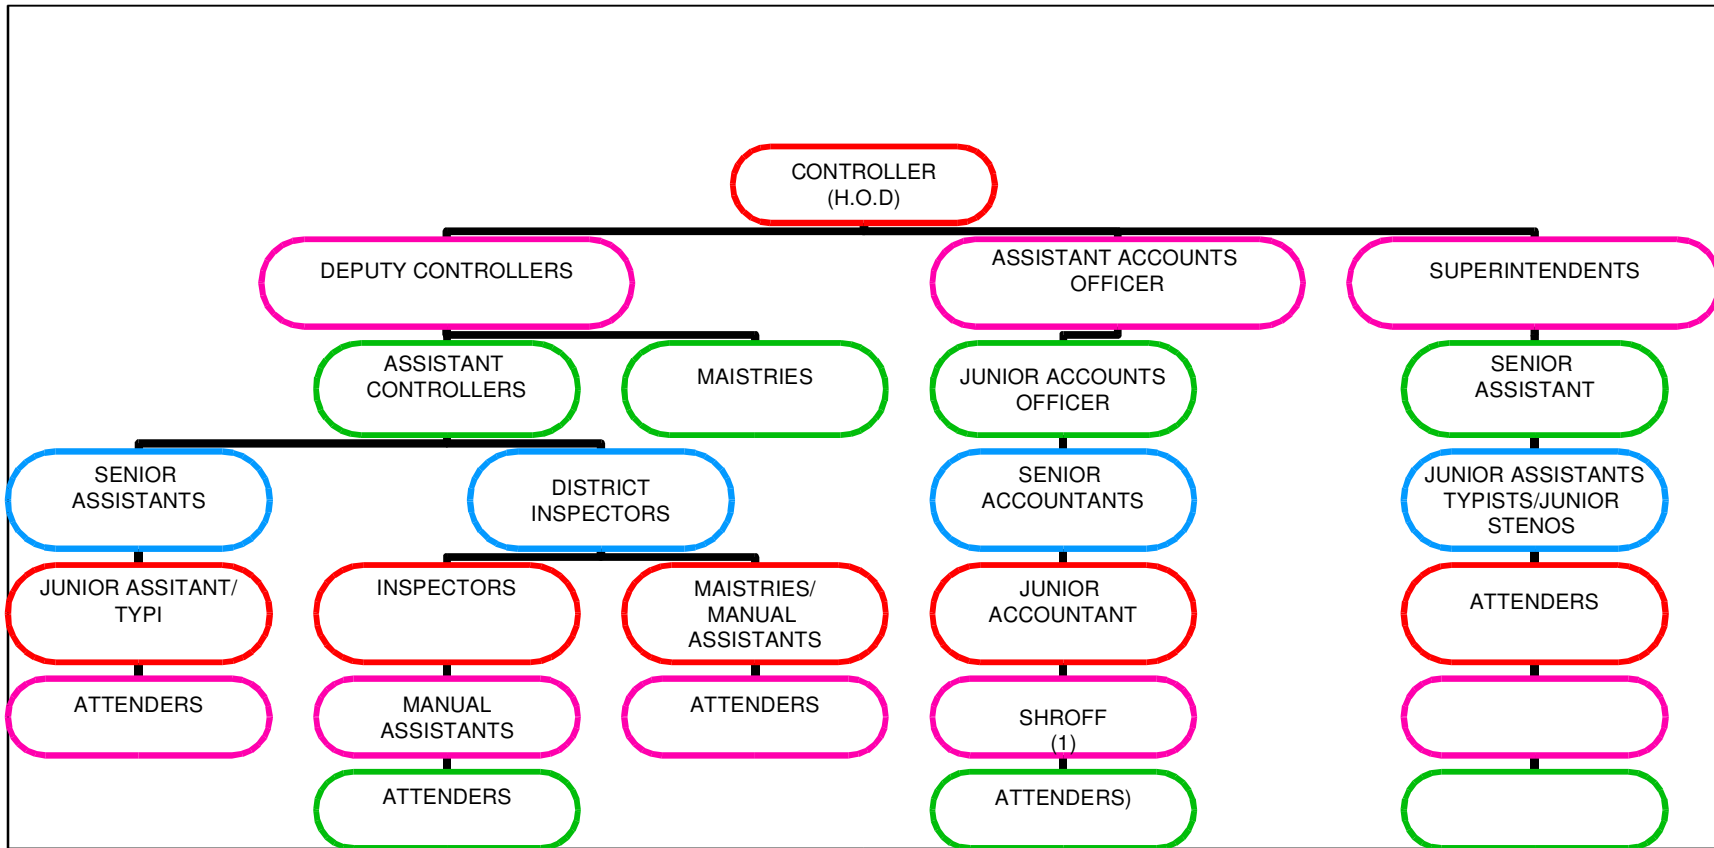 CONTROLLER
(H.O.D)
DEPUTY CONTROLLERS
ASSISTANT ACCOUNTS
OFFICER
SUPERINTENDENTS
ASSISTANT
CONTROLLERS
MAISTRIES
JUNIOR ACCOUNTS
OFFICER
SENIOR
ASSISTANT
SENIOR
ASSISTANTS
DISTRICT
INSPECTORS
SENIOR
ACCOUNTANTS
JUNIOR ASSISTANTS
TYPISTS/JUNIOR
STENOS
JUNIOR ASSITANT/
TYPI
INSPECTORS
MAISTRIES/
MANUAL
ASSISTANTS
JUNIOR
ACCOUNTANT
ATTENDERS
ATTENDERS
MANUAL
ASSISTANTS
ATTENDERS
SHROFF
(1)
ATTENDERS
ATTENDERS)